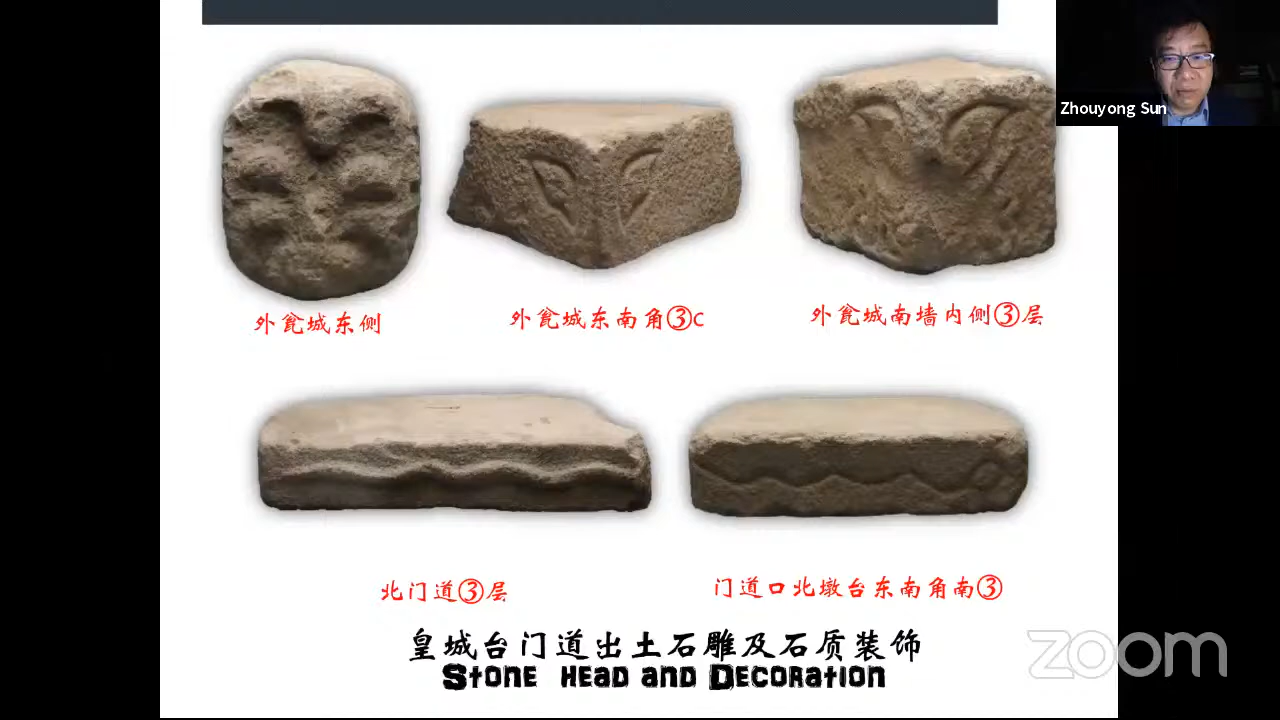 Zhouyong Sun
外瓮城东侧
外瓮城东南角③C
外瓮城南墙内侧③层
北门道③层
门道口北墩台东南角南③
皇城台门道出土石雕及石质装饰
Stone head and Decoration
zoom